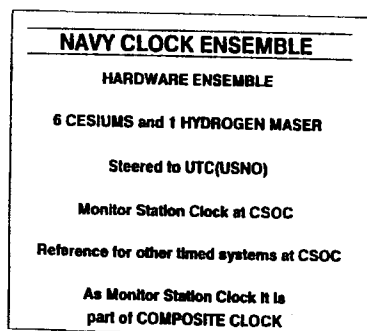 NAVY CLOCK ENSEMBLE
HARDWARE ENSEMBLE
6 CESIUMS and 1 HYDROGEN MASER
Steered to UTC(USNO)
Monitor Station Clock at CSOC
Reference for other timed systems at CSOC
As Monitor Station Clock it is
part of COMPOSITE CLOCK